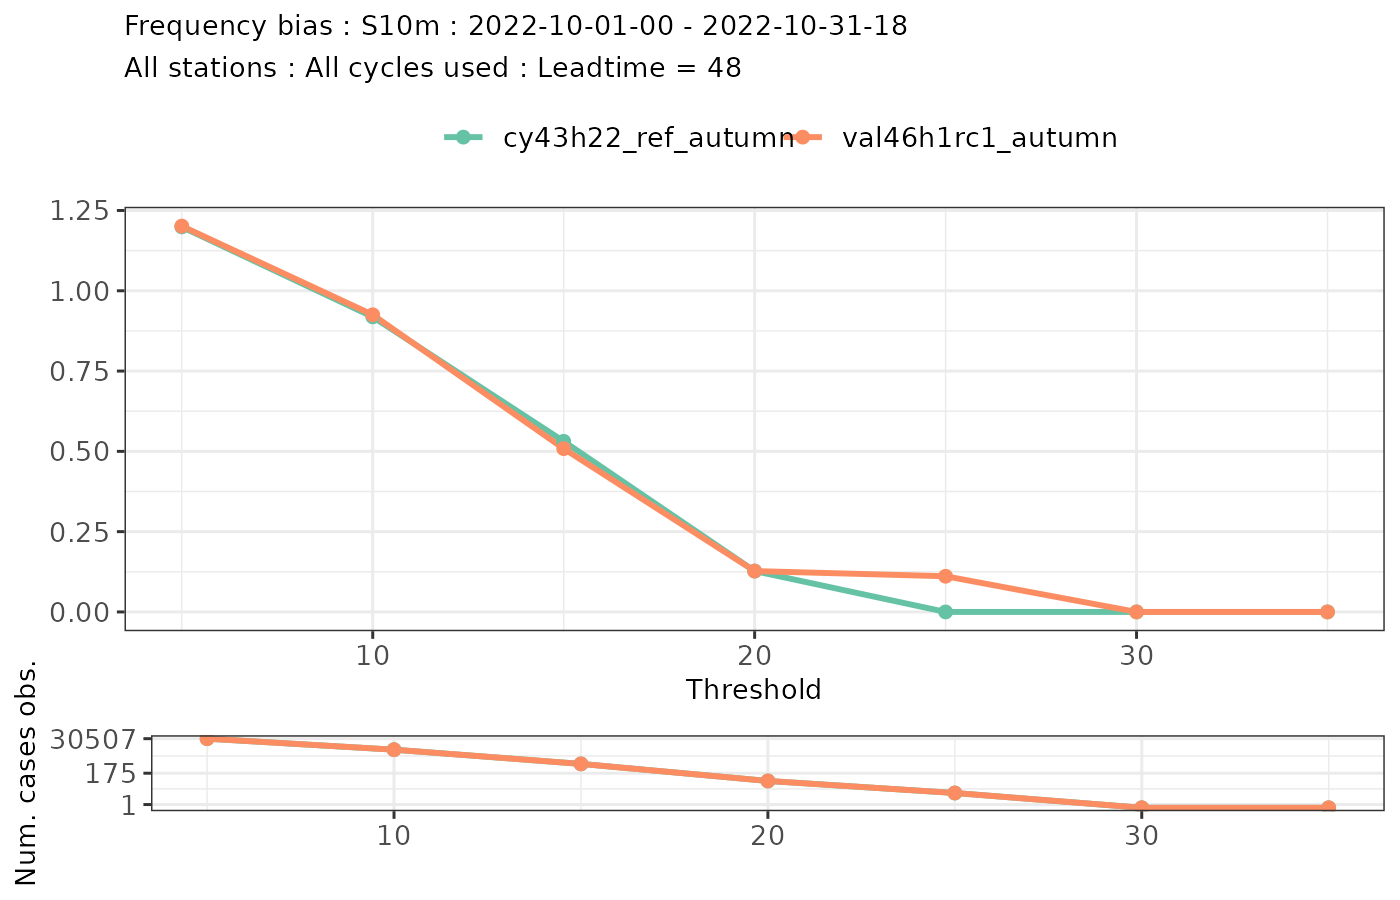 Frequency bias : S10m : 2022-10-01-00 - 2022-10-31-18
All stations : All cycles used : Leadtime = 48
cy43h22_ref_autumn val46h1rc1_autumn
1.25
1.00
0.75
0.50
0.25
0.00
10 20 30
Threshold
Num. cases obs.
30507
175
1
10 20 30